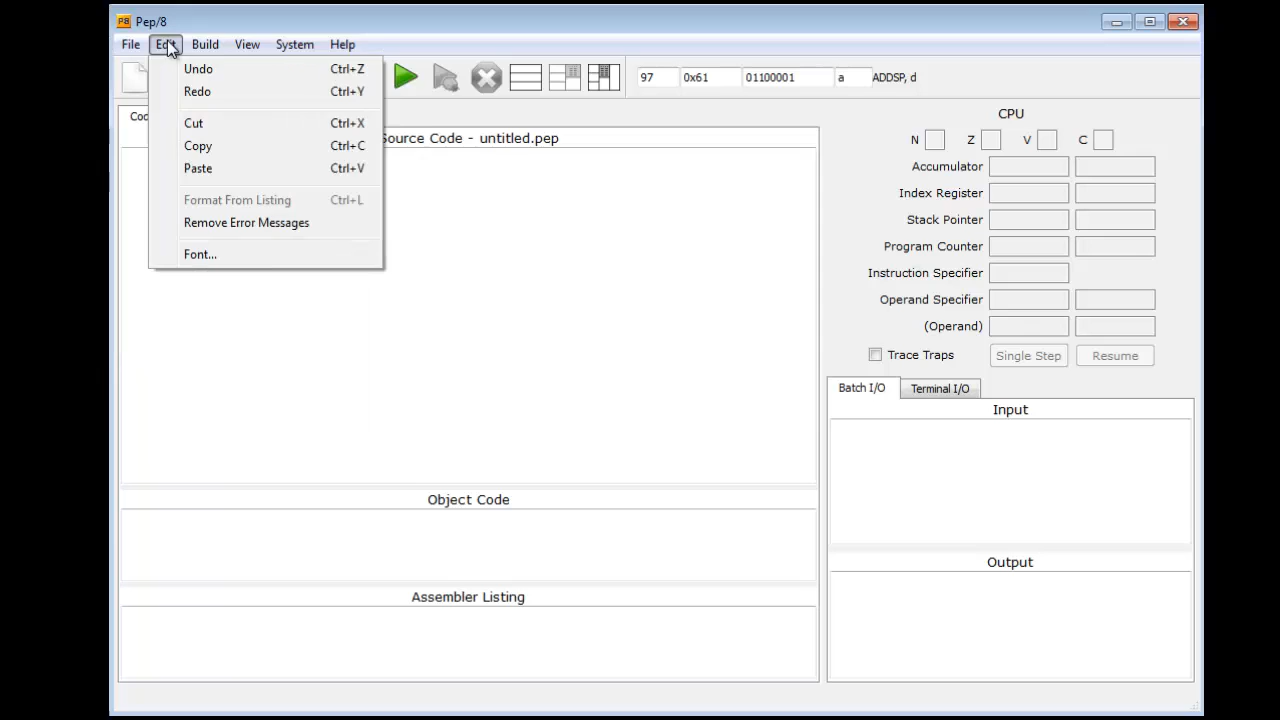 Pep/8
File Edit Build View System Help
Undo Ctrl+Z
Redo Ctrl+Y
Cut Ctrl+X
Copy Ctrl+C
Paste Ctrl+V
Format From Listing Ctrl+L
Remove Error Messages
Font...
97 0x61 01100001 a ADDSP, d
Source Code - untitled.pep
Object Code
Assembler Listing
CPU
N Z V C
Accumulator
Index Register
Stack Pointer
Program Counter
Instruction Specifier
Operand Specifier
(Operand)
Trace Traps Single Step Resume
Batch I/O Terminal I/O
Input
Output